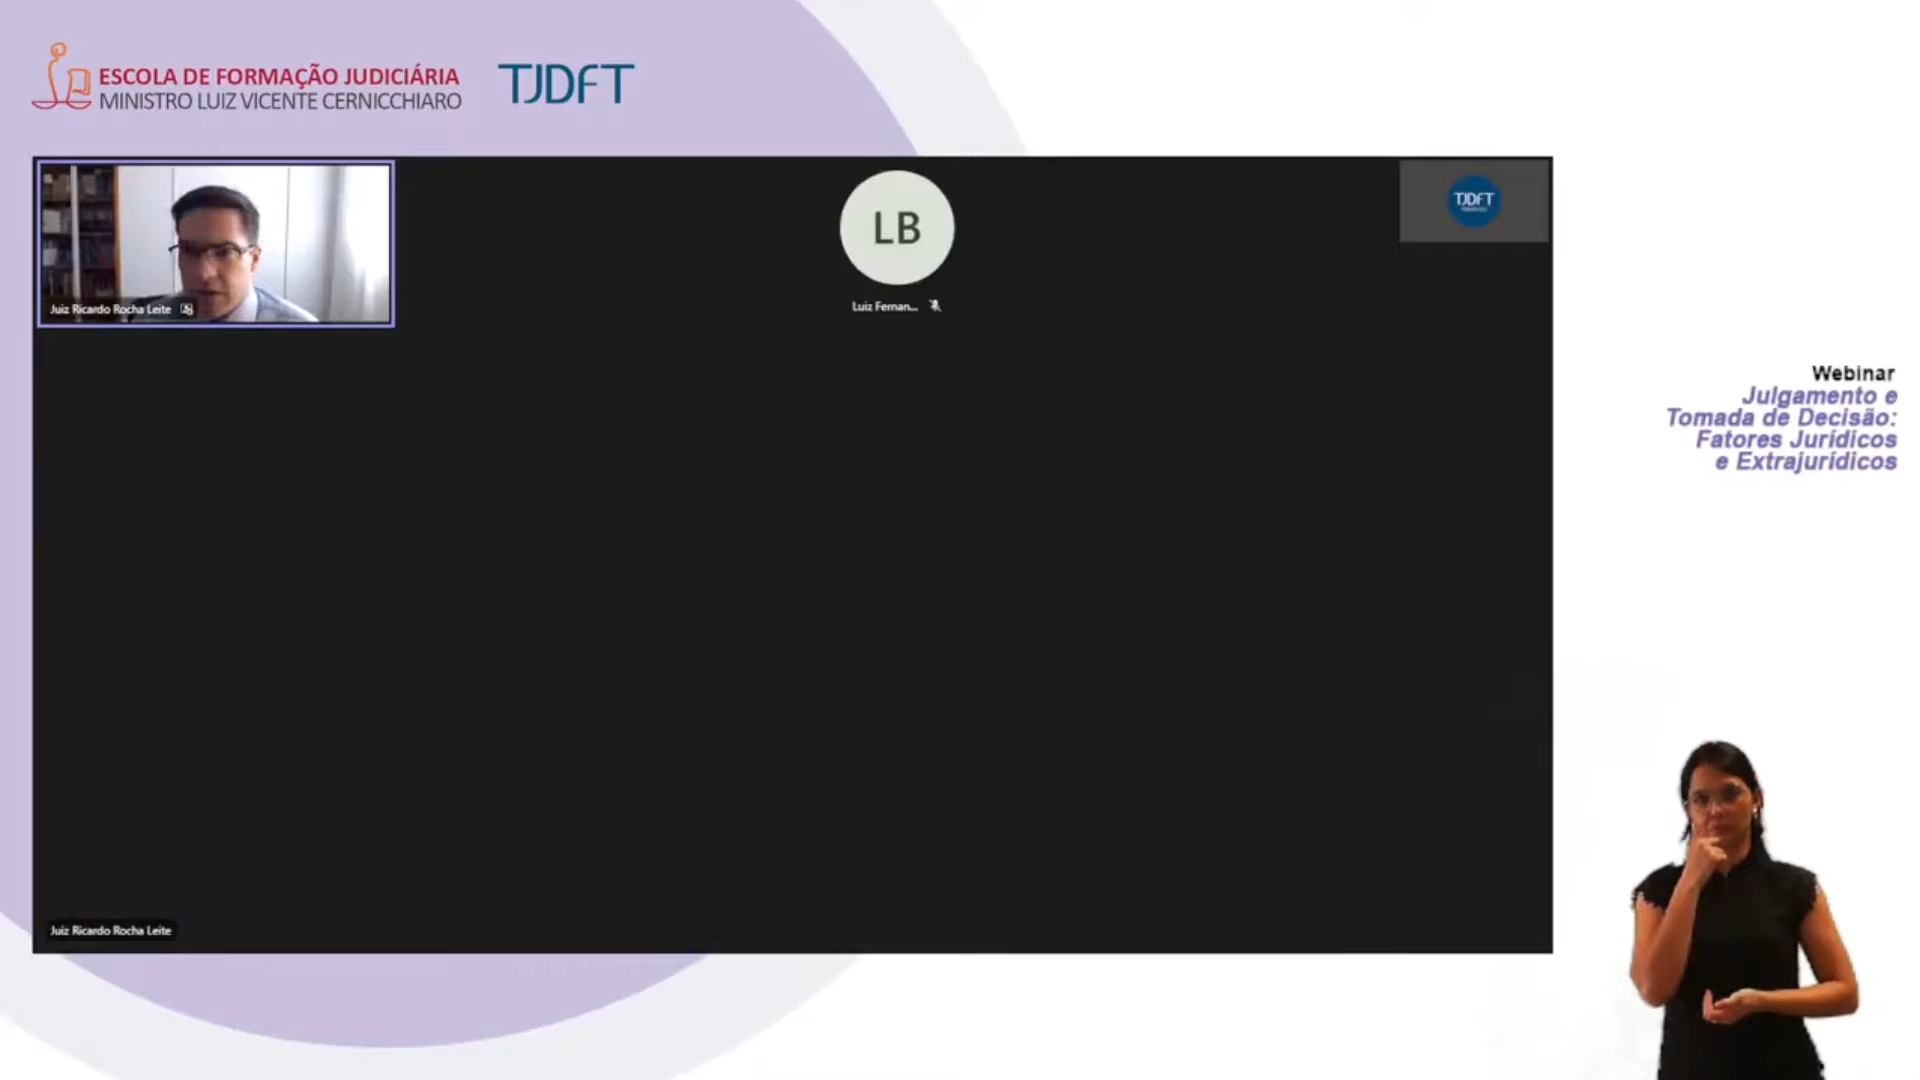 ESCOLA DE FORMAÇÃO JUDICIÁRIA
MINISTRO LUIZ VICENTE CERNICCHIARO
TJDFT
Juiz Ricardo Rocha Leite
LB
Luiz Fernan...
TJDFT
Webinar
Julgamento e
Tomada de Decisão:
Fatores Jurídicos
e Extrajurídicos
Juiz Ricardo Rocha Leite